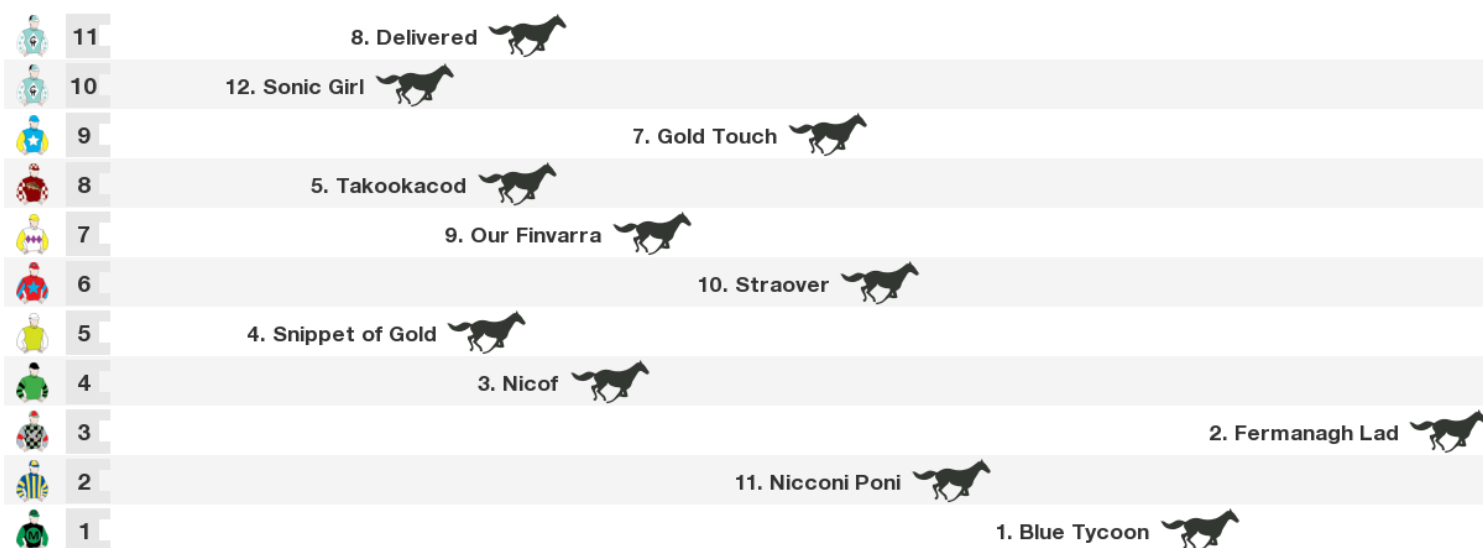 11 8. Delivered
10 12. Sonic Girl
9 7. Gold Touch
8 5. Takookacod
7 9. Our Finvarra
6 10. Straover
5 4. Snippet of Gold
4 3. Nicof
3 2. Fermanagh Lad
2 11. Nicconi Poni
1 1. Blue Tycoon
M